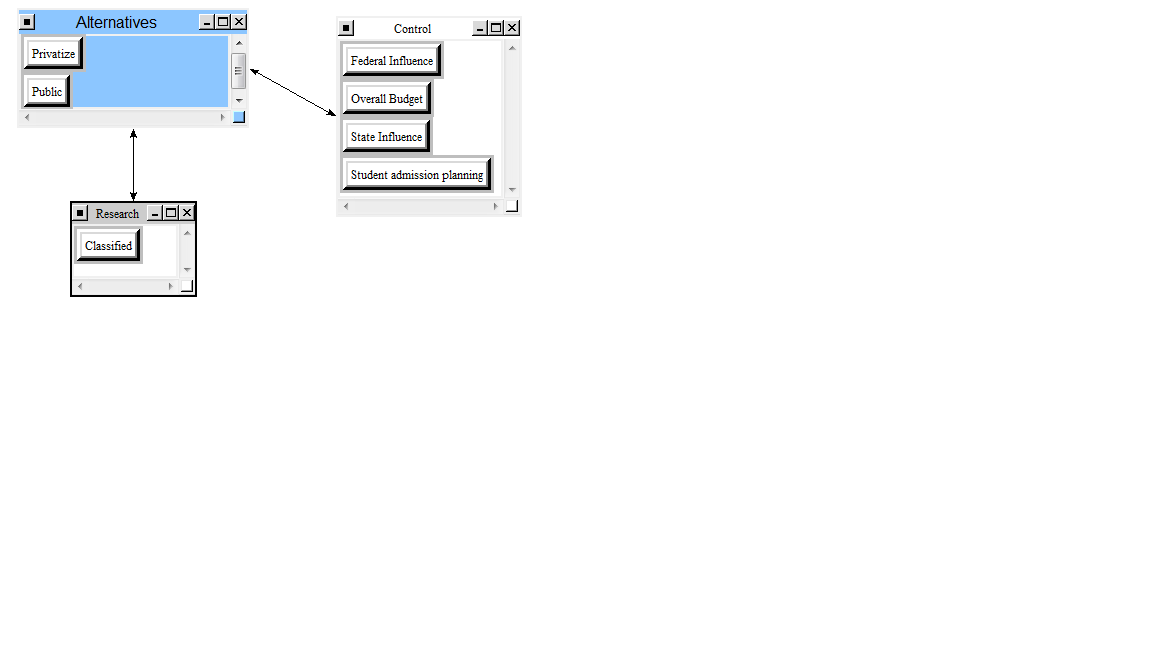 Alternatives
Privatize
Public
Control
Federal Influence
Overall Budget
State Influence
Student admission planning
Research
Classified